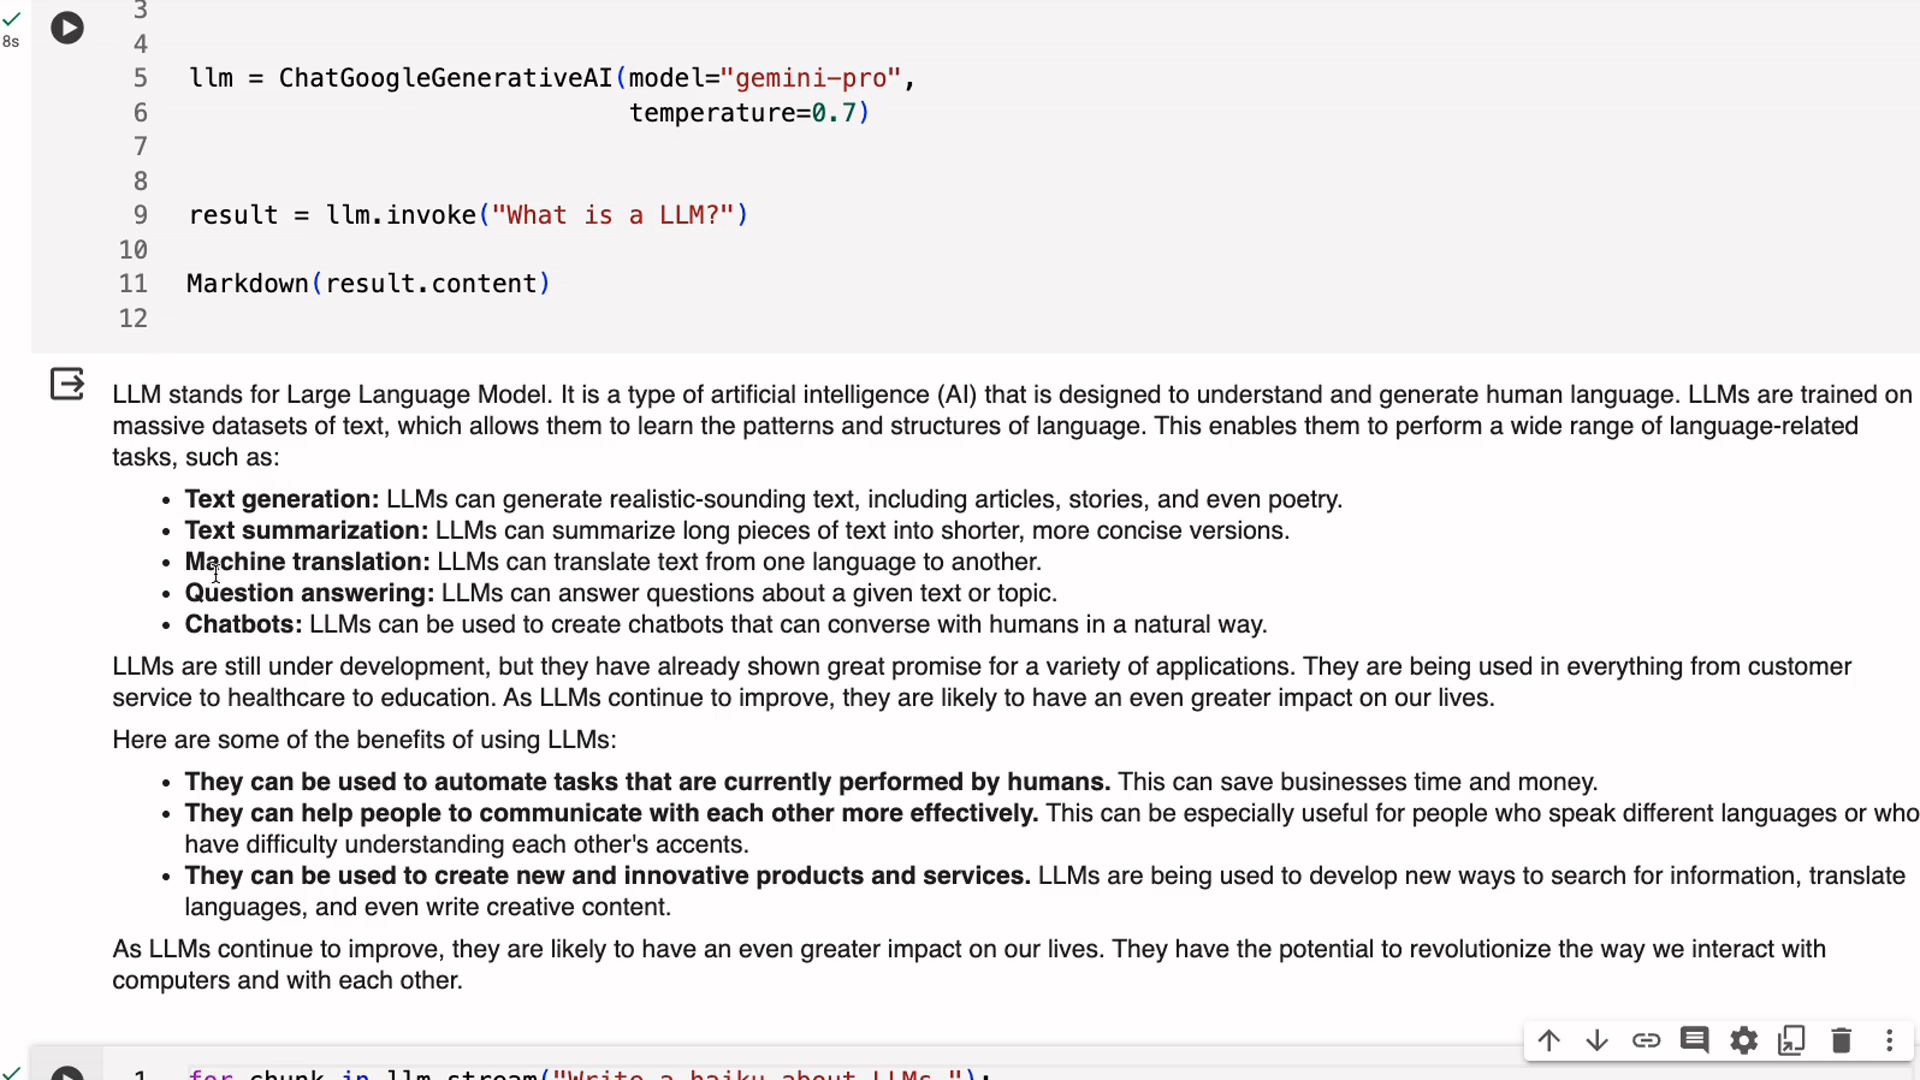 8s
3
4
5 llm = ChatGoogleGenerativeAI(model="gemini-pro",
6 temperature=0.7)
7
8
9 result = llm.invoke("What is a LLM?")
10
11 Markdown(result.content)
12
LLM stands for Large Language Model. It is a type of artificial intelligence (AI) that is designed to understand and generate human language. LLMs are trained on
massive datasets of text, which allows them to learn the patterns and structures of language. This enables them to perform a wide range of language-related
tasks, such as:
• Text generation: LLMs can generate realistic-sounding text, including articles, stories, and even poetry.
• Text summarization: LLMs can summarize long pieces of text into shorter, more concise versions.
• Machine translation: LLMs can translate text from one language to another.
• Question answering: LLMs can answer questions about a given text or topic.
• Chatbots: LLMs can be used to create chatbots that can converse with humans in a natural way.
LLMs are still under development, but they have already shown great promise for a variety of applications. They are being used in everything from customer
service to healthcare to education. As LLMs continue to improve, they are likely to have an even greater impact on our lives.
Here are some of the benefits of using LLMs:
• They can be used to automate tasks that are currently performed by humans. This can save businesses time and money.
• They can help people to communicate with each other more effectively. This can be especially useful for people who speak different languages or who
have difficulty understanding each other's accents.
• They can be used to create new and innovative products and services. LLMs are being used to develop new ways to search for information, translate
languages, and even write creative content.
As LLMs continue to improve, they are likely to have an even greater impact on our lives. They have the potential to revolutionize the way we interact with
computers and with each other.
1 for chunk in llm.stream("Write a haiku about LLMs."):